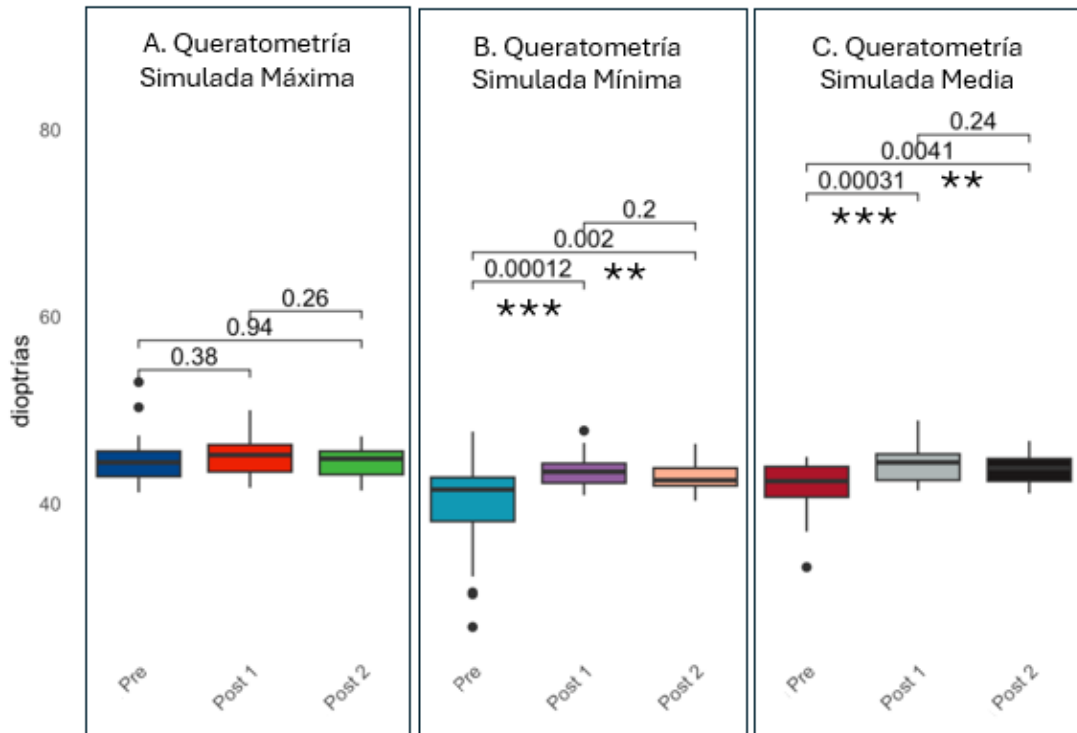 A. Queratometría
Simulada Máxima
B. Queratometría
Simulada Mínima
C. Queratometría
Simulada Media
dioptrías
80
60
40
0.26
0.94
0.38
Pre
Post 1
Post 2
0.2
0.002
**
0.00012
***
Pre
Post 1
Post 2
0.24
0.0041
**
0.00031
***
Pre
Post 1
Post 2